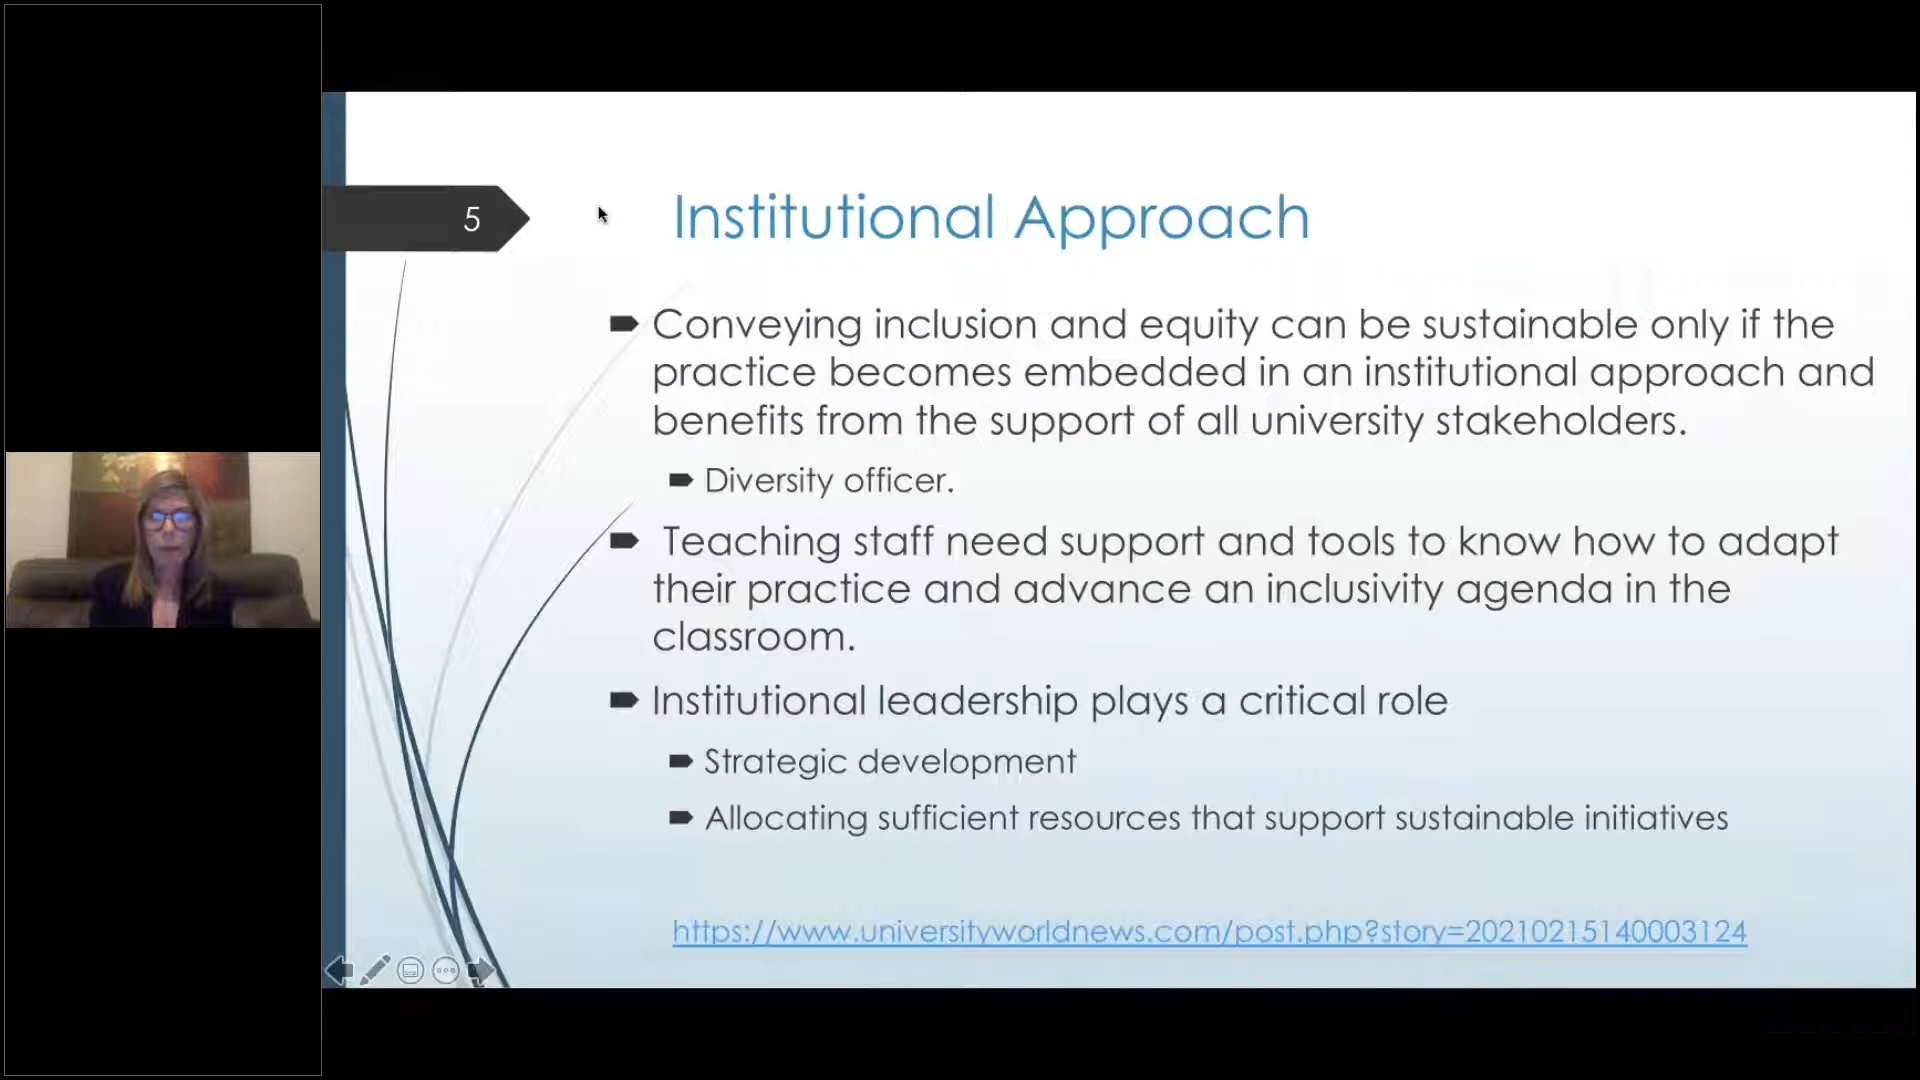 5
Institutional Approach
Conveying inclusion and equity can be sustainable only if the
practice becomes embedded in an institutional approach and
benefits from the support of all university stakeholders.
Diversity officer.
Teaching staff need support and tools to know how to adapt
their practice and advance an inclusivity agenda in the
classroom.
Institutional leadership plays a critical role
Strategic development
Allocating sufficient resources that support sustainable initiatives
https://www.universityworldnews.com/post.php?story=20210215140003124